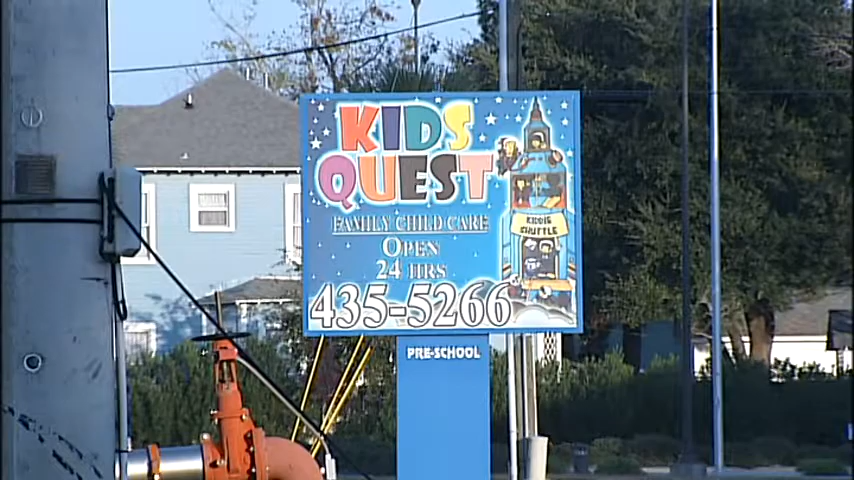 KIDS
QUEST
FAMILY CHILD CARE
OPEN
24 HRS
435-5266
KIDDIE
SHUTTLE
PRE-SCHOOL